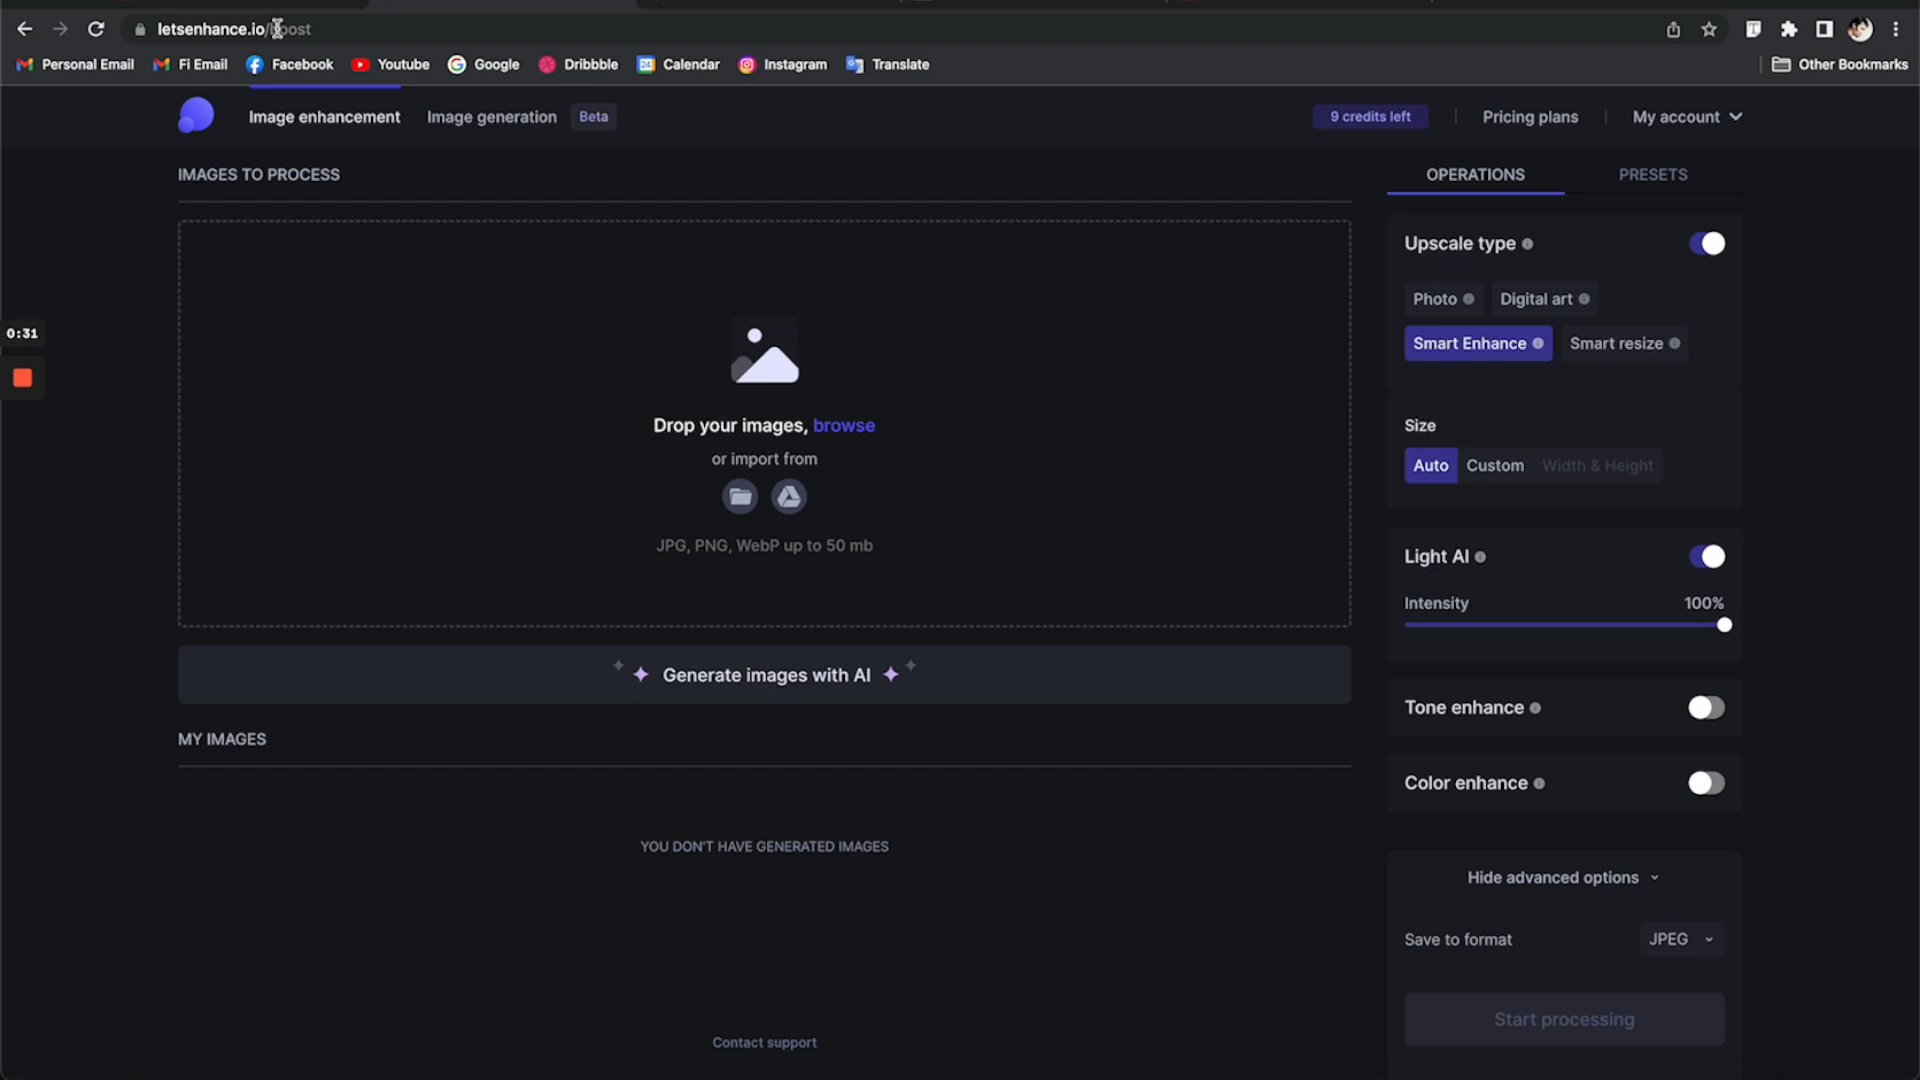 letsenhance.io/boost
Personal Email Fi Email Facebook Youtube Google Dribbble Calendar Instagram Translate Other Bookmarks
Image enhancement Image generation Beta 9 credits left Pricing plans My account
IMAGES TO PROCESS
OPERATIONS PRESETS
Upscale type
Photo Digital art
0:31
Smart Enhance Smart resize
Drop your images, browse
or import from
JPG, PNG, WebP up to 50 mb
Size
Auto Custom Width & Height
Light AI
Intensity 100%
Generate images with AI
Tone enhance
MY IMAGES
Color enhance
YOU DON'T HAVE GENERATED IMAGES
Hide advanced options
Save to format JPEG
Start processing
Contact support